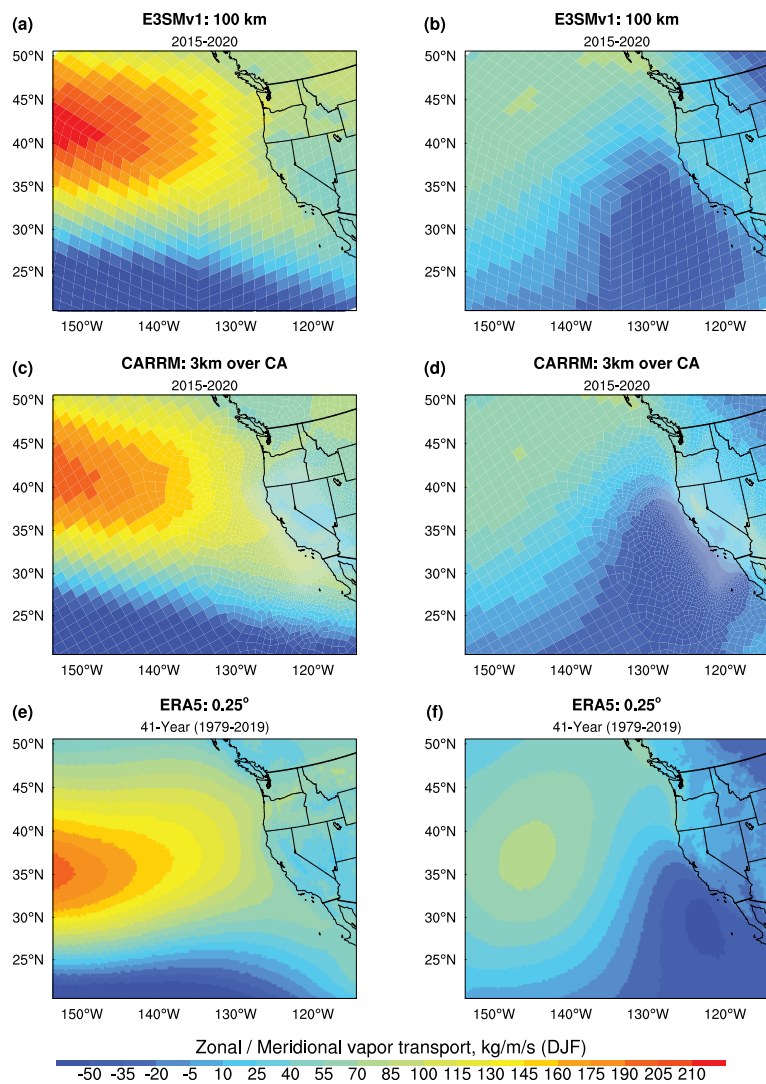 (a) E3SMv1: 100 km
2015-2020
50°N
45°N
40°N
35°N
30°N
25°N
150°W 140°W 130°W 120°W
(b) E3SMv1: 100 km
2015-2020
50°N
45°N
40°N
35°N
30°N
25°N
150°W 140°W 130°W 120°W
(c) CARRM: 3km over CA
2015-2020
50°N
45°N
40°N
35°N
30°N
25°N
150°W 140°W 130°W 120°W
(d) CARRM: 3km over CA
2015-2020
50°N
45°N
40°N
35°N
30°N
25°N
150°W 140°W 130°W 120°W
(e) ERA5: 0.25°
41-Year (1979-2019)
50°N
45°N
40°N
35°N
30°N
25°N
150°W 140°W 130°W 120°W
(f) ERA5: 0.25°
41-Year (1979-2019)
50°N
45°N
40°N
35°N
30°N
25°N
150°W 140°W 130°W 120°W
Zonal / Meridional vapor transport, kg/m/s (DJF)
-50 -35 -20 -5 10 25 40 55 70 85 100 115 130 145 160 175 190 205 210